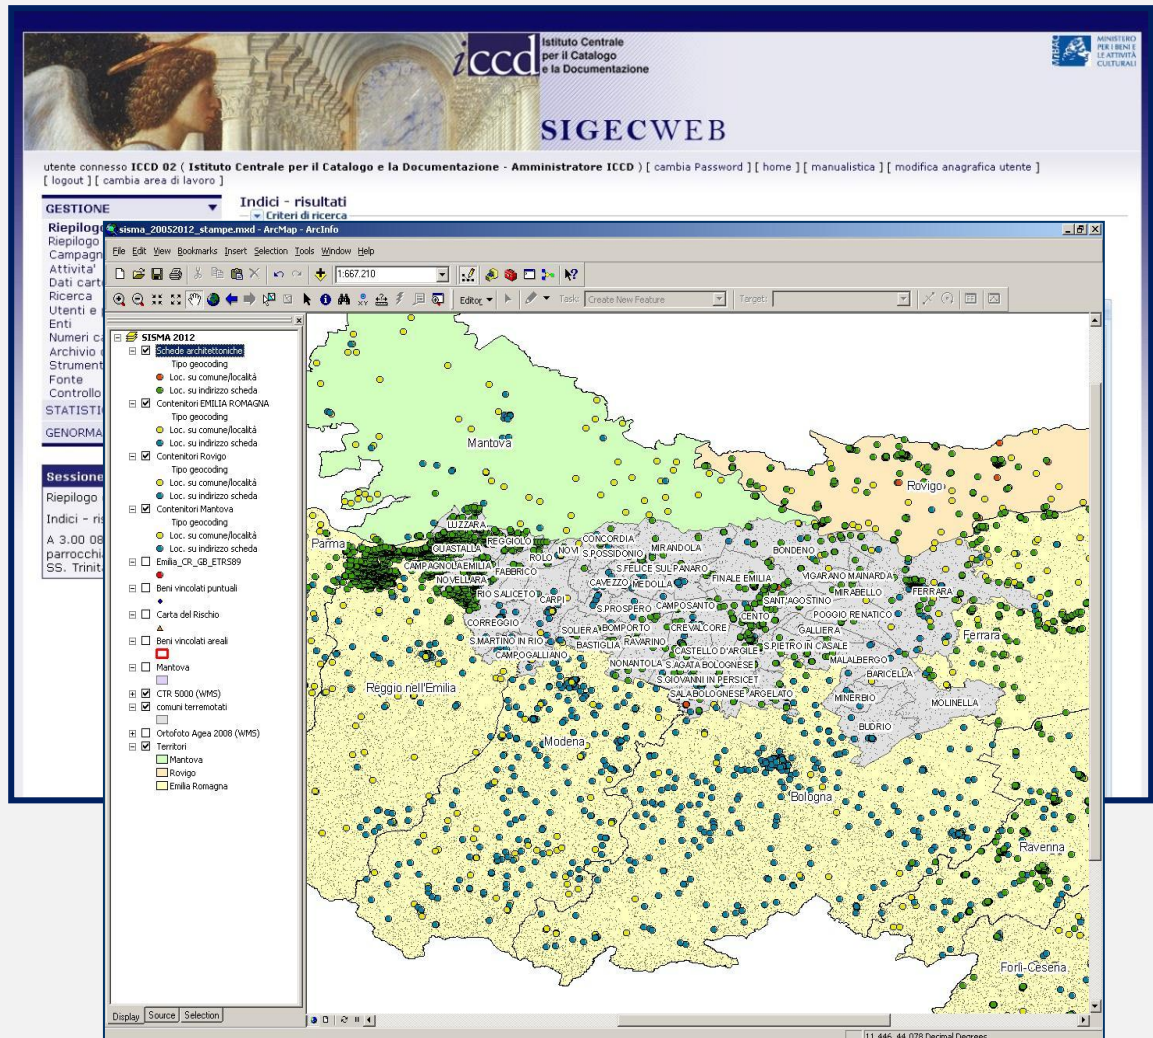 iccd
Istituto Centrale
per il Catalogo
e la Documentazione
MiBAC
MINISTERO
PER I BENI E
LE ATTIVITÀ
CULTURALI
SIGECWEB
utente connesso ICCD 02 ( Istituto Centrale per il Catalogo e la Documentazione - Amministratore ICCD ) [ cambia Password ] [ home ] [ manualistica ] [ modifica anagrafica utente ]
[ logout ] [ cambia area di lavoro ]
GESTIONE
Riepilogo
Riepilogo
Campagn
Attivita'
Dati carto
Ricerca
Utenti e p
Enti
Numeri ca
Archivio
Strument
Fonte
Controllo
STATISTI
GENORMA
Sessione
Riepilogo
Indici - ris
A 3.00 08
parrocchia
SS. Trinit
Indici - risultati
Criteri di ricerca
sisma_20052012_stampe.mxd - ArcMap - ArcInfo
File Edit View Bookmarks Insert Selection Tools Window Help
1:667.210
Editor Task: Create New Feature Target:
SISMA 2012
Schede architettoniche
Tipo geocoding
Loc. su comune/località
Loc. su indirizzo scheda
Contenitori EMILIA ROMAGNA
Tipo geocoding
Loc. su comune/località
Loc. su indirizzo scheda
Contenitori Rovigo
Tipo geocoding
Loc. su comune/località
Loc. su indirizzo scheda
Contenitori Mantova
Tipo geocoding
Loc. su comune/località
Loc. su indirizzo scheda
Emilia_CR_GB_ETRS89
Beni vincolati puntuali
Carta del Rischio
Beni vincolati areali
Mantova
CTR 5000 (WMS)
comuni terremotati
Ortofoto Agea 2008 (WMS)
Territori
Mantova
Rovigo
Emilia Romagna
Display Source Selection
Mantova
Rovigo
Parma
LUZZARA
GUASTALLA
REGGIOLO
CONCORDIA
ROLO
NOVI
S.POSSIDONIO
MIRANDOLA
BONDENO
CAMPAGNOLA EMILIA
FABBRICO
S.FELICE SUL PANARO
NOVELLARA
CAVEZZO
MEDOLLA
FINALE EMILIA
VIGARANO MAINARDA
RIO SALICETO
CARPI
MIRABELLO
FERRARA
S.PROSPERO
CAMPOSANTO
SANT'AGOSTINO
CORREGGIO
CENTO
POGGIO RENATICO
SOLIERA
BOMPORTO
CREVALCORE
GALLIERA
Ferrara
S.MARTINO IN RIO
BASTIGLIA
RAVARINO
CASTELLO D'ARGILE
S.PIETRO IN CASALE
CAMPOGALLIANO
NONANTOLA
S.AGATA BOLOGNESE
MALALBERGO
BARICELLA
S.GIOVANNI IN PERSICET
Reggio nell'Emilia
SALA BOLOGNESE
ARGELATO
MINERBIO
MOLINELLA
BUDRIO
Modena
Bologna
Ravenna
Forlì-Cesena
11,446 44,078 Decimal Degrees